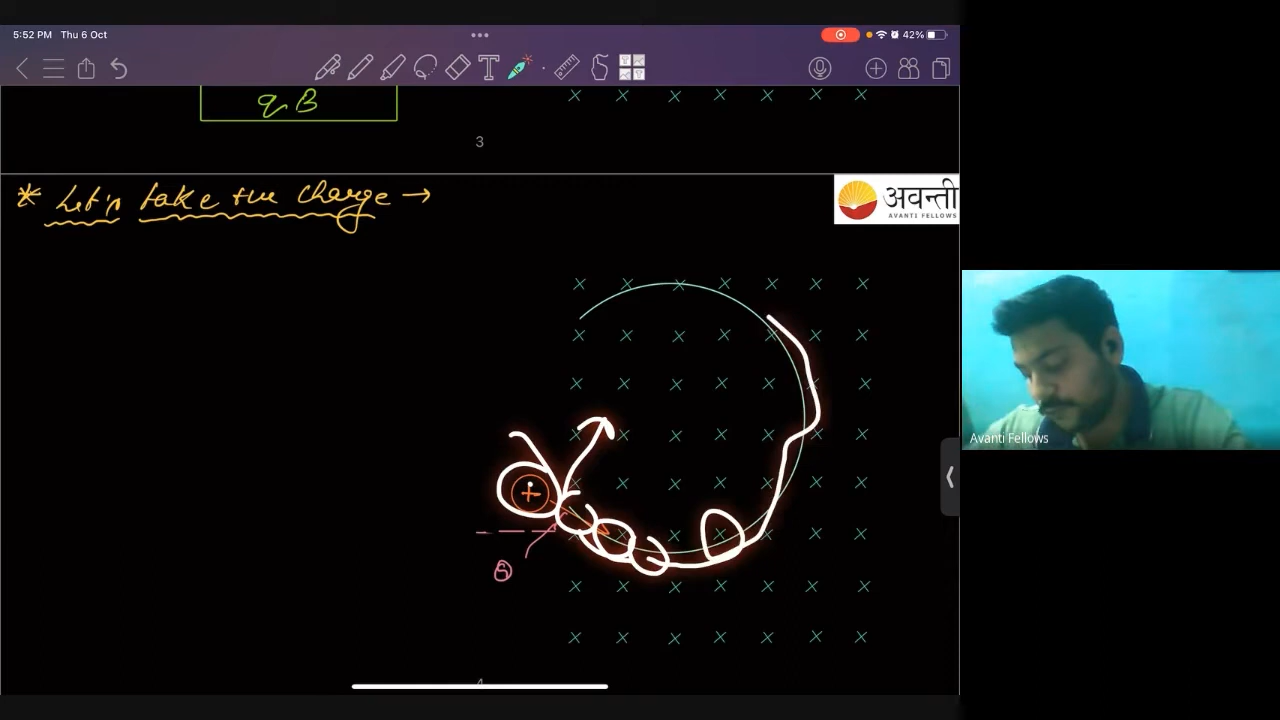 5:52 PM Thu 6 Oct
42%
qB
3
* Let's take the charge →
अवन्ती
AVANTI FELLOWS
+
θ
Avanti Fellows